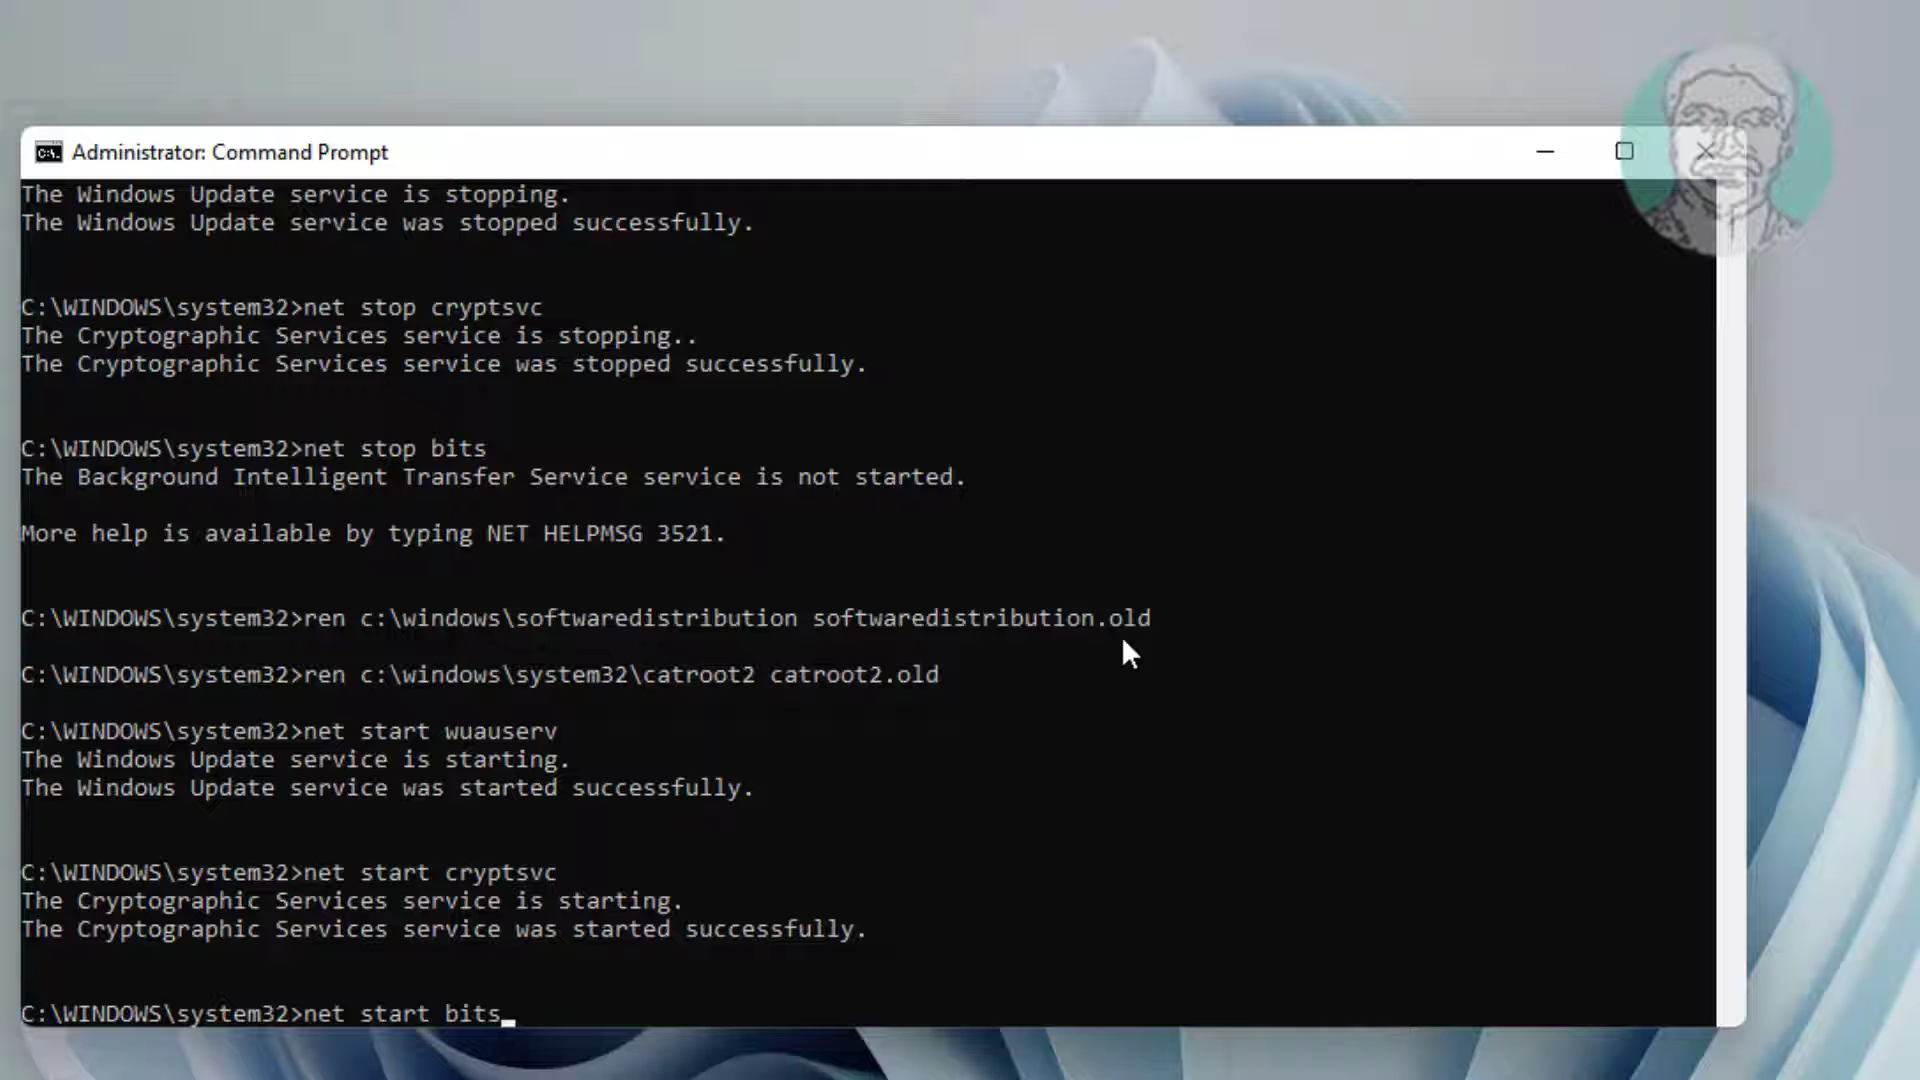 Administrator: Command Prompt
The Windows Update service is stopping.
The Windows Update service was stopped successfully.
C:\WINDOWS\system32>net stop cryptsvc
The Cryptographic Services service is stopping..
The Cryptographic Services service was stopped successfully.
C:\WINDOWS\system32>net stop bits
The Background Intelligent Transfer Service service is not started.
More help is available by typing NET HELPMSG 3521.
C:\WINDOWS\system32>ren c:\windows\softwaredistribution softwaredistribution.old
C:\WINDOWS\system32>ren c:\windows\system32\catroot2 catroot2.old
C:\WINDOWS\system32>net start wuauserv
The Windows Update service is starting.
The Windows Update service was started successfully.
C:\WINDOWS\system32>net start cryptsvc
The Cryptographic Services service is starting.
The Cryptographic Services service was started successfully.
C:\WINDOWS\system32>net start bits